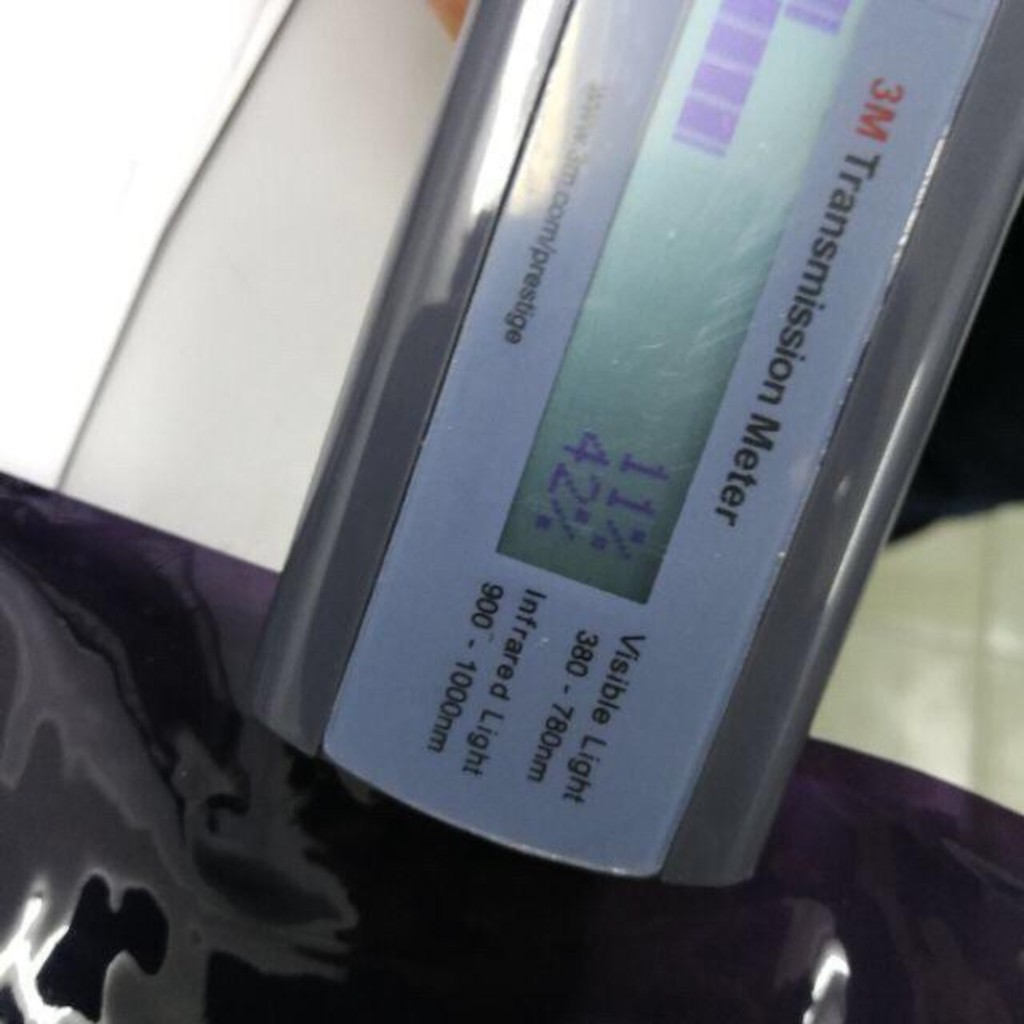 3M Transmission Meter
11%
42%
Visible Light
380 - 780nm
Infrared Light
900 - 1000nm
www.3m.com/prestige